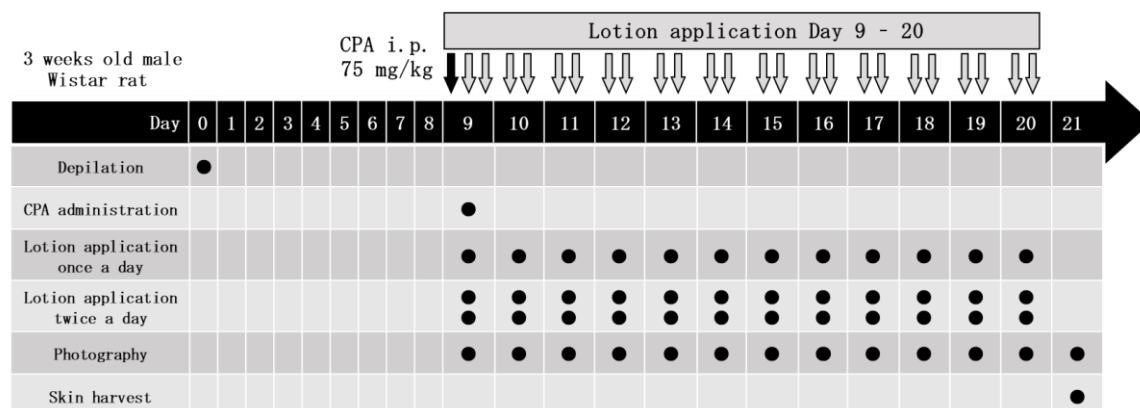 Lotion application Day 9 - 20
CPA i.p.
75 mg/kg
3 weeks old male
Wistar rat
Day 0 1 2 3 4 5 6 7 8 9 10 11 12 13 14 15 16 17 18 19 20 21
Depilation
CPA administration
Lotion application
once a day
Lotion application
twice a day
Photography
Skin harvest